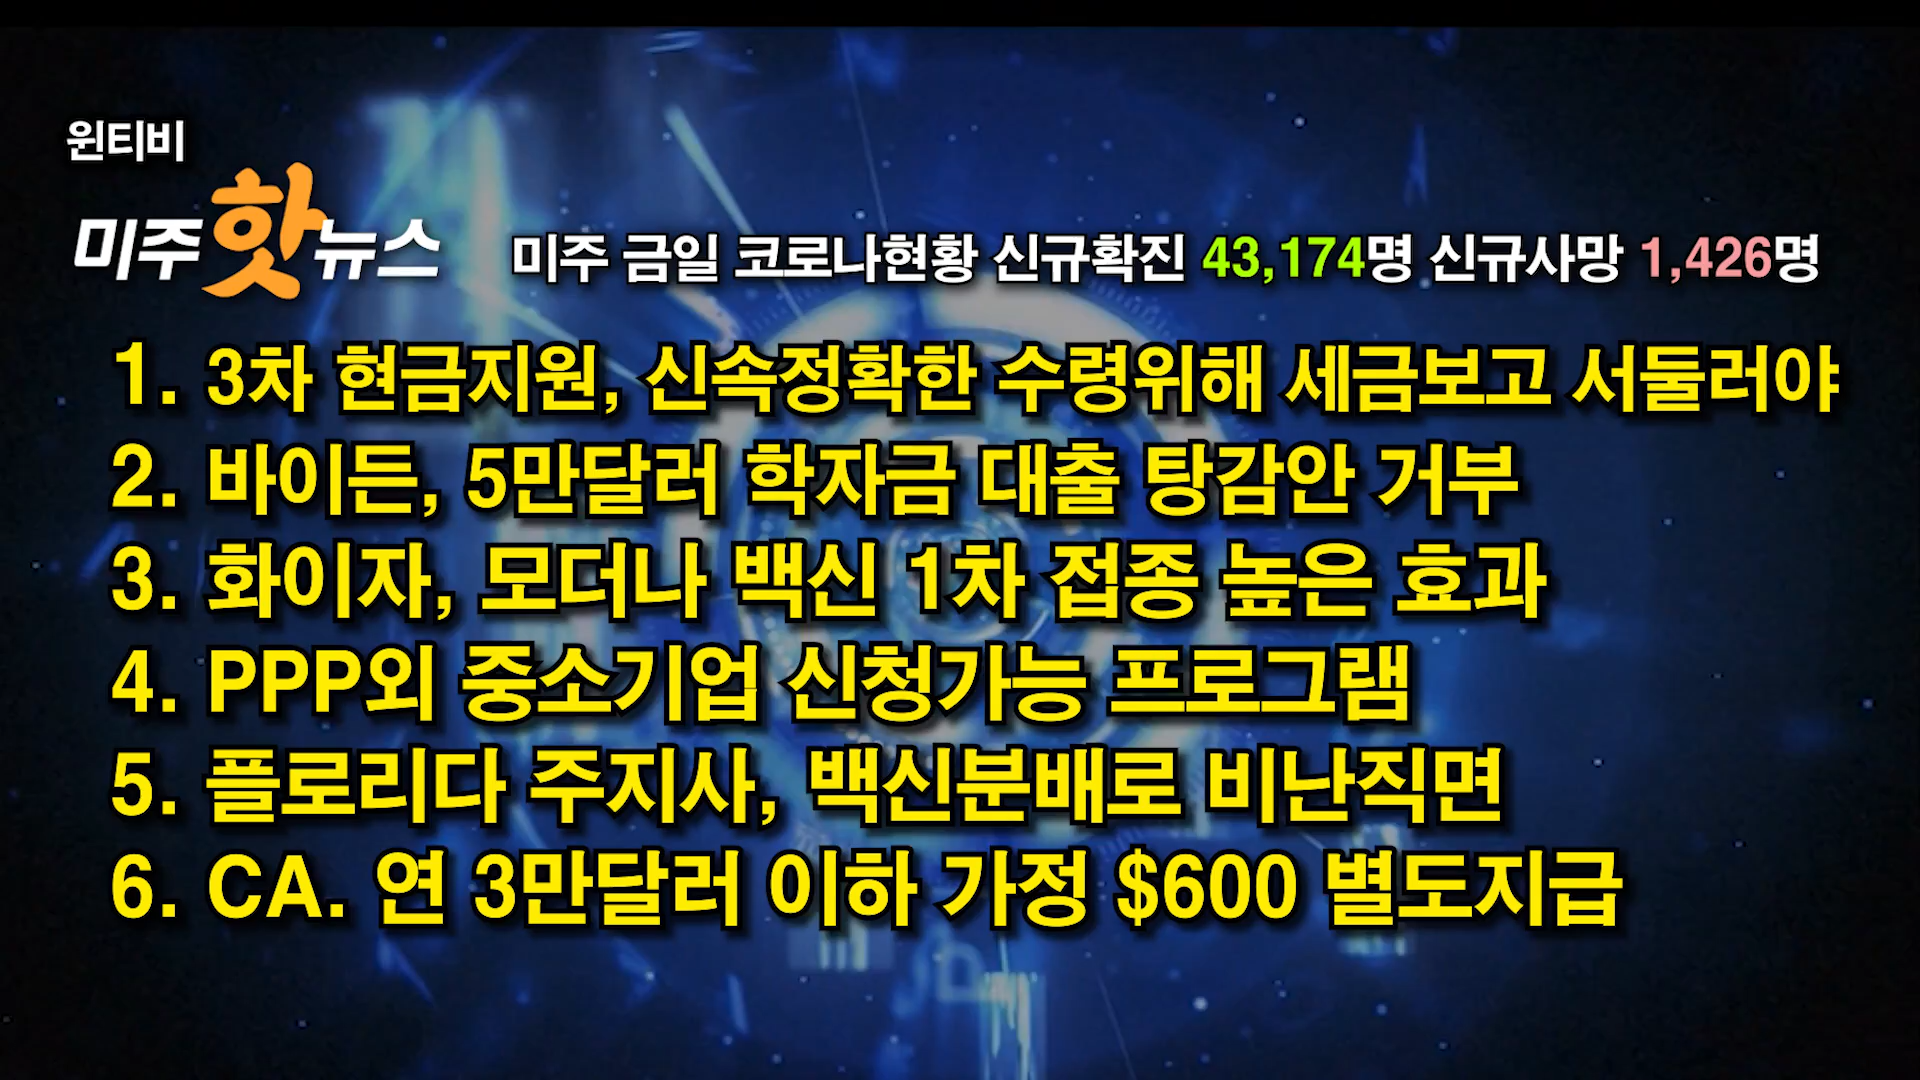 윈티비
미주핫뉴스
미주 금일 코로나현황 신규확진 43,174명 신규사망 1,426명
1. 3차 현금지원, 신속정확한 수령위해 세금보고 서둘러야
2. 바이든, 5만달러 학자금 대출 탕감안 거부
3. 화이자, 모더나 백신 1차 접종 높은 효과
4. PPP외 중소기업 신청가능 프로그램
5. 플로리다 주지사, 백신분배로 비난직면
6. CA. 연 3만달러 이하 가정 $600 별도지급